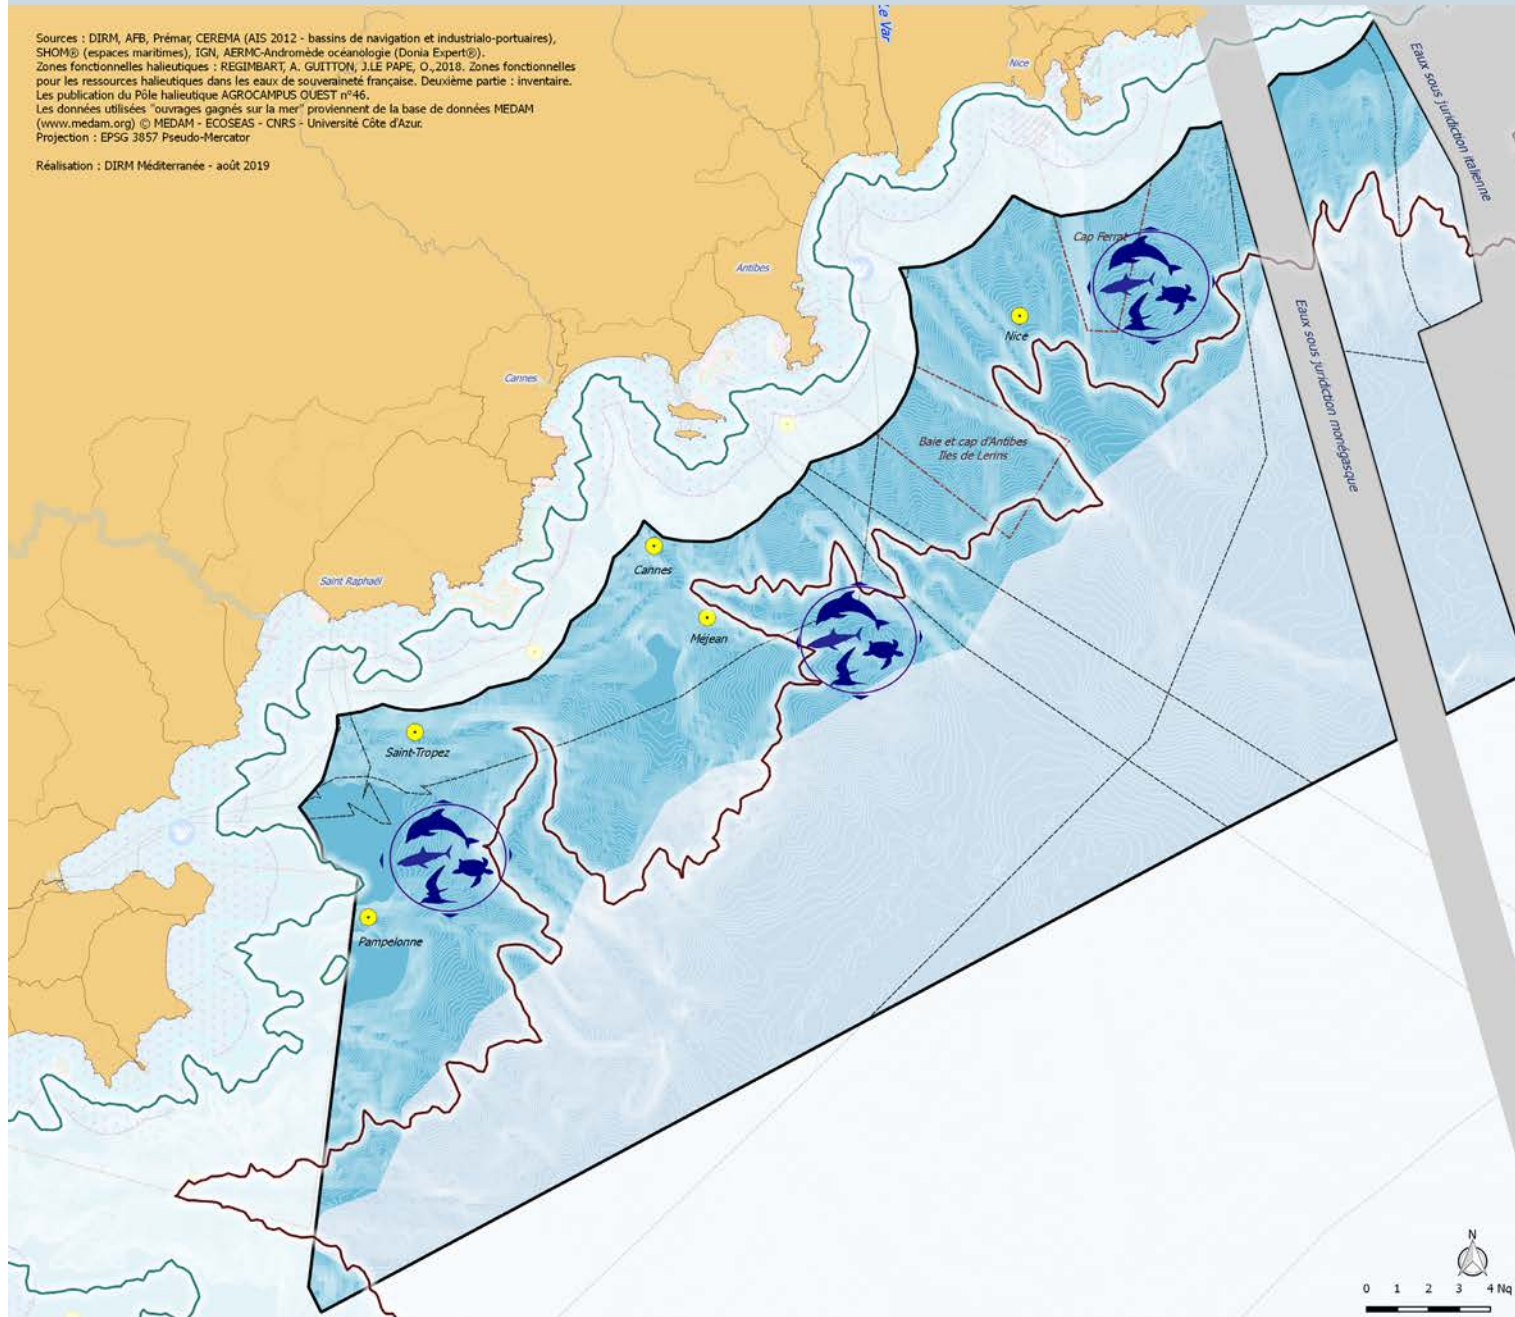 Sources : DIRM, AFB, Prémar, CEREMA (AIS 2012 - bassins de navigation et industrialo-portuaires),
SHOM® (espaces maritimes), IGN, AERMC-Andromède océanologie (Donia Expert®).
Zones fonctionnelles halieutiques : REGIMBART, A. GUITTON, J.LE PAPE, O.,2018. Zones fonctionnelles
pour les ressources halieutiques dans les eaux de souveraineté française. Deuxième partie : inventaire.
Les publication du Pôle halieutique AGROCAMPUS OUEST n°46.
Les données utilisées "ouvrages gagnés sur la mer" proviennent de la base de données MEDAM
(www.medam.org) © MEDAM - ECOSEAS - CNRS - Université Côte d'Azur.
Projection : EPSG 3857 Pseudo-Mercator
Réalisation : DIRM Méditerranée - août 2019
Le Var
Nice
Eaux sous juridiction italienne
Cap Ferrat
Antibes
Nice
Eaux sous juridiction monégasque
Cannes
Baie et cap d'Antibes
Iles de Lerins
Cannes
Saint Raphaël
Méjean
Saint-Tropez
Pampelonne
N
0 1 2 3 4 Nq